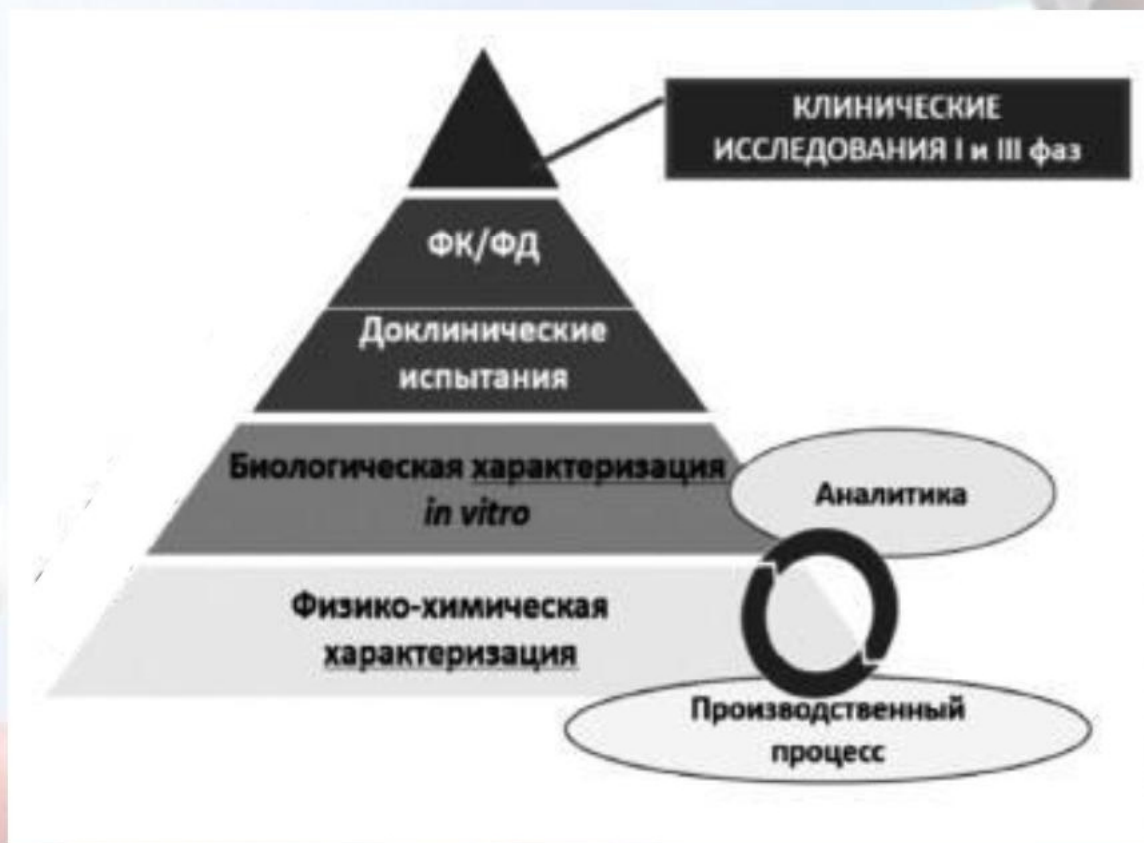 КЛИНИЧЕСКИЕ
ИССЛЕДОВАНИЯ I и III фаз
ФК/ФД
Доклинические
испытания
Биологическая характеризация
in vitro
Аналитика
Физико-химическая
характеризация
Производственный
процесс